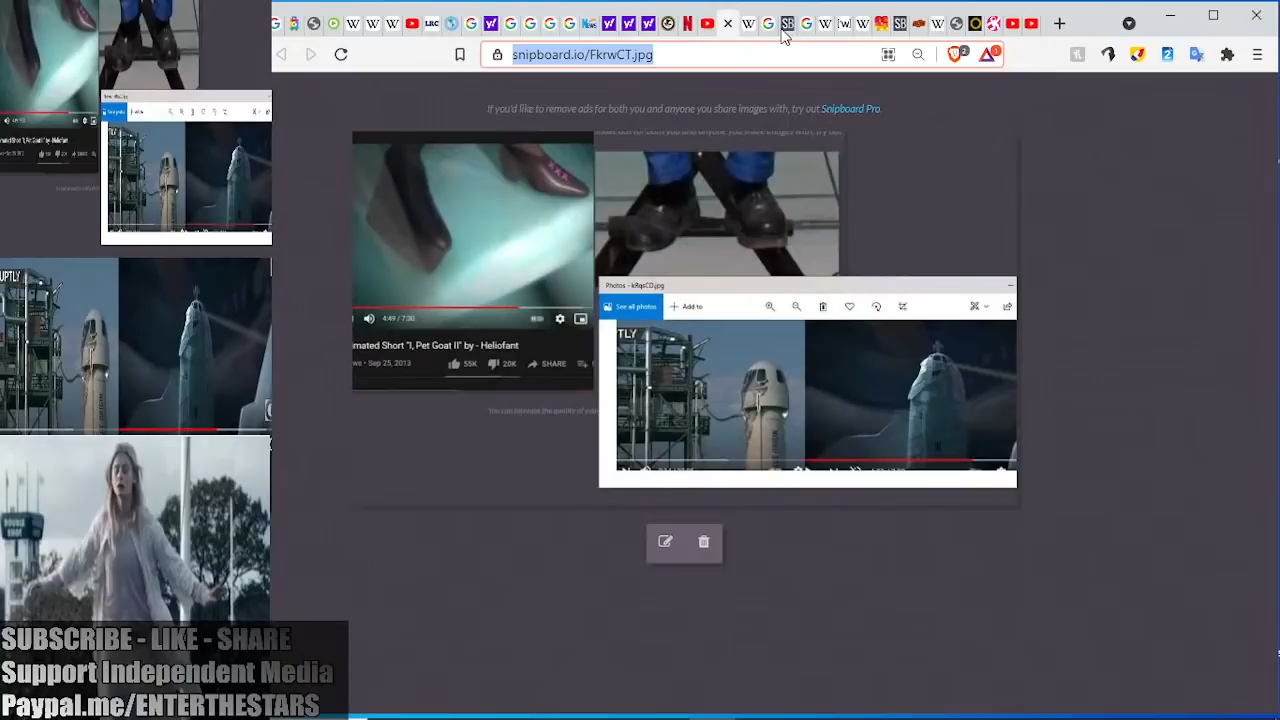 snipboard.io/FkrwCT.jpg
If you'd like to remove ads for both you and anyone you share images with, try out Snipboard Pro.
4:49 / 7:30
imated Short "I, Pet Goat II" by - Heliofant
ws • Sep 25, 2013
55K
20K
SHARE
Photos - kRqsCO.jpg
See all photos
Add to
TLY
UPTLY
SUBSCRIBE - LIKE - SHARE
Support Independent Media
Paypal.me/ENTERTHESTARS